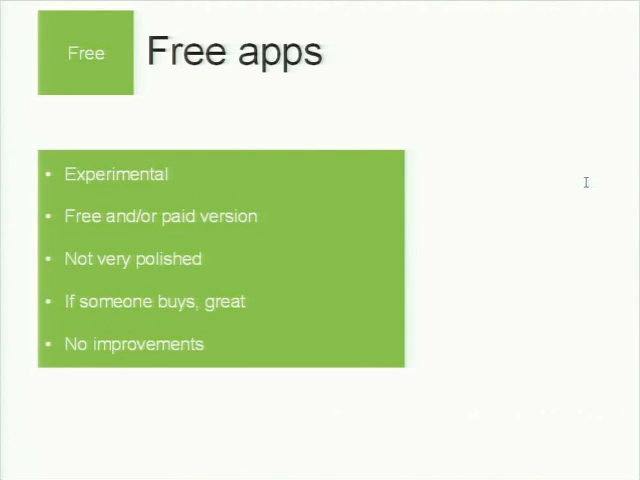 Free
Free apps
• Experimental
• Free and/or paid version
• Not very polished
• If someone buys, great
• No improvements